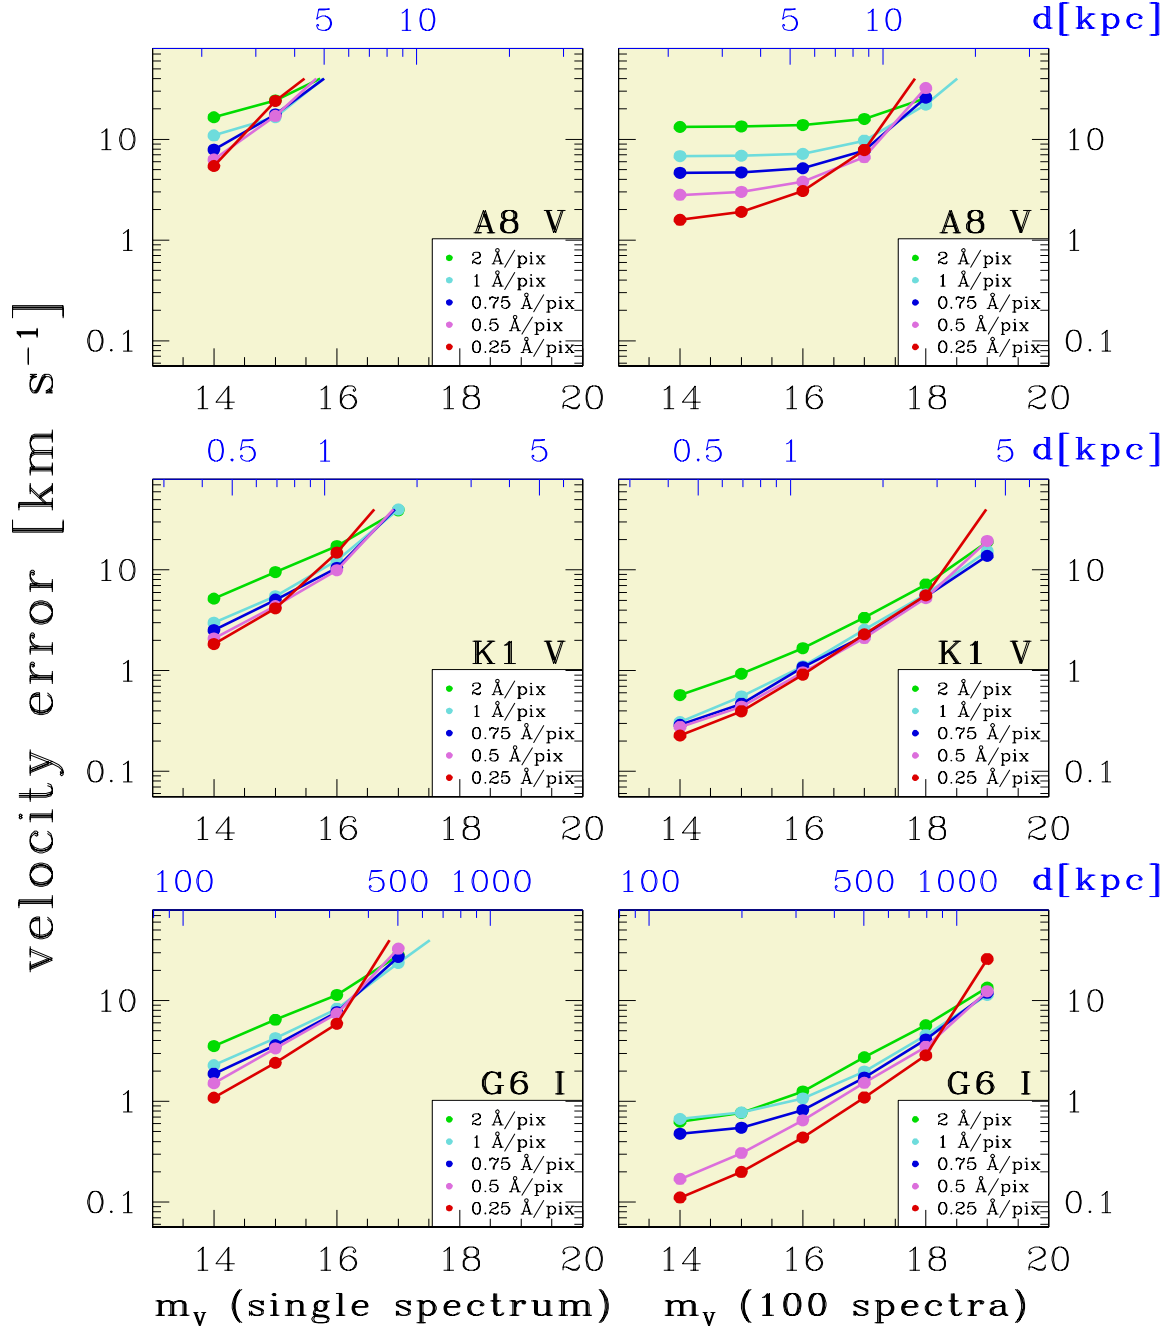 5 10 5 10 d[kpc]
10 10
A8 V A8 V
1 1
2 Å/pix 2 Å/pix
1 Å/pix 1 Å/pix
0.75 Å/pix 0.75 Å/pix
0.5 Å/pix 0.5 Å/pix
0.25 Å/pix 0.25 Å/pix
0.1 0.1
14 16 18 20 14 16 18 20
0.5 1 5 0.5 1 5 d[kpc]
10 10
K1 V K1 V
1 1
2 Å/pix 2 Å/pix
1 Å/pix 1 Å/pix
0.75 Å/pix 0.75 Å/pix
0.5 Å/pix 0.5 Å/pix
0.25 Å/pix 0.25 Å/pix
0.1 0.1
14 16 18 20 14 16 18 20
velocity error [km s⁻¹]
100 500 1000 100 500 1000 d[kpc]
10 10
G6 I G6 I
1 1
2 Å/pix 2 Å/pix
1 Å/pix 1 Å/pix
0.75 Å/pix 0.75 Å/pix
0.5 Å/pix 0.5 Å/pix
0.25 Å/pix 0.25 Å/pix
0.1 0.1
14 16 18 20 14 16 18 20
m_V (single spectrum) m_V (100 spectra)